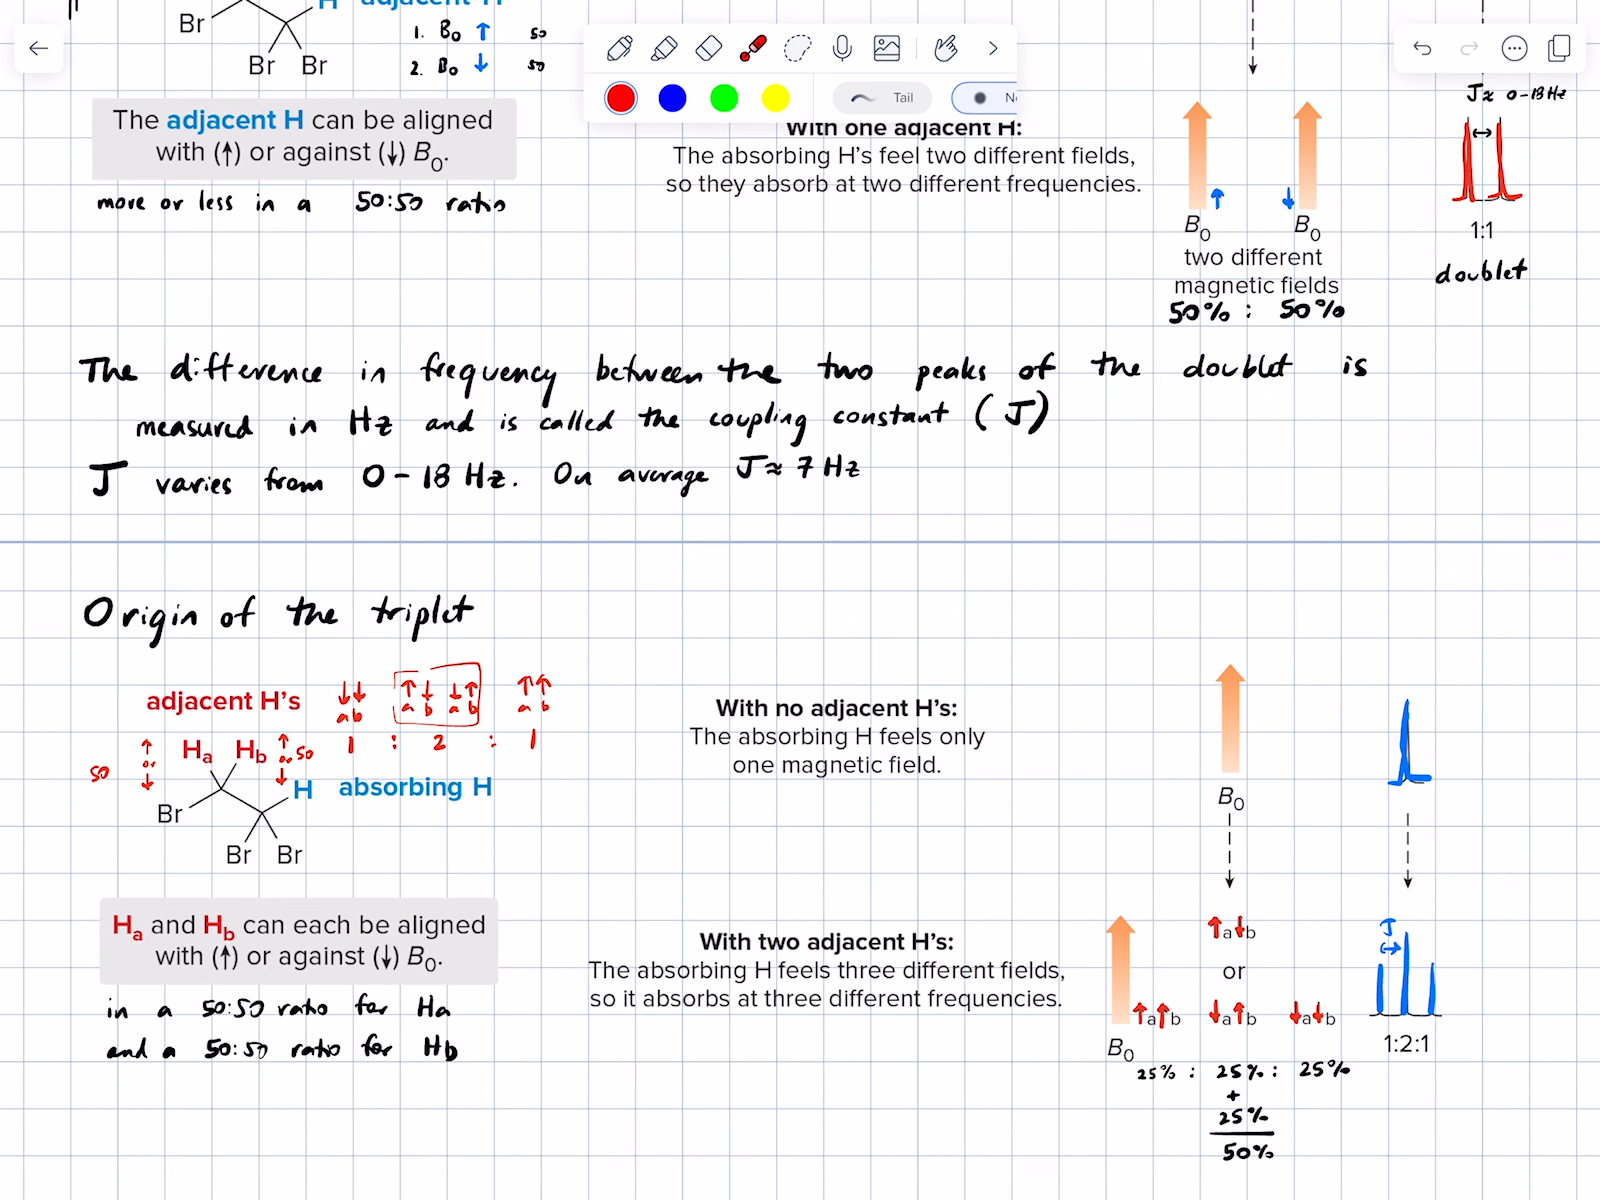 H adjacent H
Br
Br Br
1. B₀ ↑ 50
2. B₀ ↓ 50
Tail
The adjacent H can be aligned
with (↑) or against (↓) B₀.
more or less in a 50:50 ratio
With one adjacent H:
The absorbing H's feel two different fields,
so they absorb at two different frequencies.
B₀ B₀
two different
magnetic fields
50% : 50%
J≈ 0-18 Hz
1:1
doublet
The difference in frequency between the two peaks of the doublet is
measured in Hz and is called the coupling constant (J)
J varies from 0-18 Hz. On average J≈ 7 Hz
Origin of the triplet
adjacent H's
↓↓ ↑↓ ↓↑ ↑↑
ab a b a b a b
1 : 2 : 1
50 ↑ or ↓ Ha Hb ↑ or ↓ 50
H absorbing H
Br
Br Br
Ha and Hb can each be aligned
with (↑) or against (↓) B₀.
in a 50:50 ratio for Ha
and a 50:50 ratio for Hb
With no adjacent H's:
The absorbing H feels only
one magnetic field.
B₀
With two adjacent H's:
The absorbing H feels three different fields,
so it absorbs at three different frequencies.
↑a↓b
or
↑a↑b ↓a↑b ↓a↓b
B₀
25% : 25% : 25%
+
25%
50%
J
1:2:1